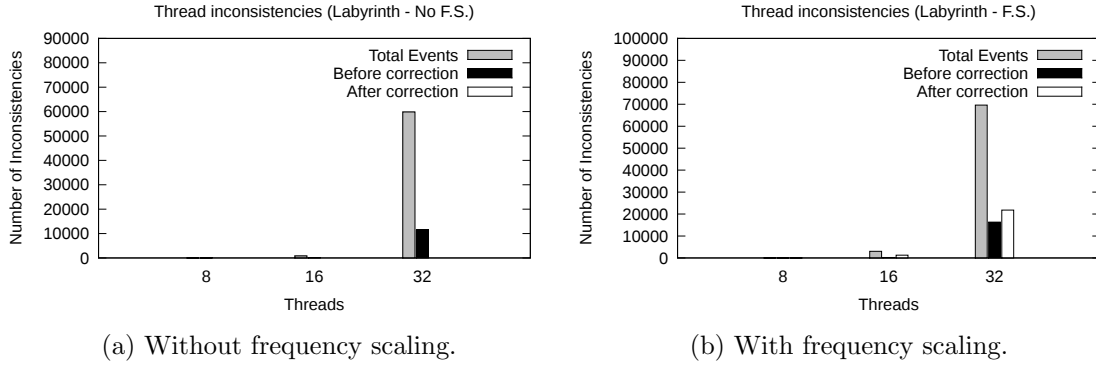 Thread inconsistencies (Labyrinth - No F.S.)
Number of Inconsistencies
90000
80000
70000
60000
50000
40000
30000
20000
10000
0
Total Events
Before correction
After correction
8 16 32
Threads
(a) Without frequency scaling.
Thread inconsistencies (Labyrinth - F.S.)
Number of Inconsistencies
100000
90000
80000
70000
60000
50000
40000
30000
20000
10000
0
Total Events
Before correction
After correction
8 16 32
Threads
(b) With frequency scaling.